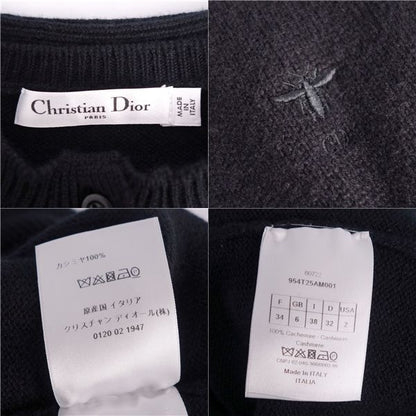 Christian Dior
PARIS
MADE
IN
ITALY
カシミヤ100%
原産国 イタリア
クリスチャン ディオール(株)
0120 02 1947
954T25AM001
F GB I D USA
34 6 38 32 2
100% Cachemire - Cashmere
Cashmere
Made in ITALY
ITALIA